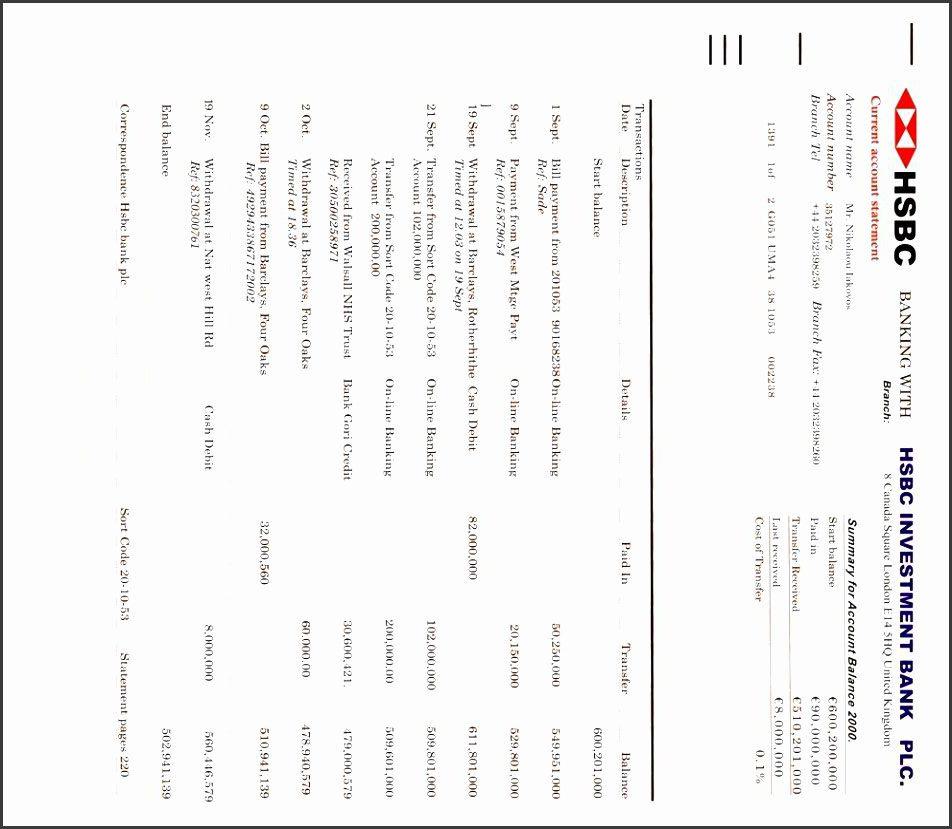 HSBC BANKING WITH HSBC INVESTMENT BANK PLC.
Branch: 8 Canada Square London E14 5HQ United Kingdom
Current account statement
Account name Mr Nikolaou Iakovos
Summary for Account Balance 2000.
Account number 35127972
Start balance €600,200,000
Branch Tel +44 2032398259 Branch Fax: +44 2032398260
Paid in €90,000,000
Transfer Received €510,201,000
1391 1of 2 G051 UMA4 38 1053 002238
Last received €8,000,000
Cost of Transfer 0.1%
Transactions
Date Description Details Paid In Transfer Balance
Start balance 600,201,000
1 Sept. Bill payment from 201053 90168238 On-line Banking 50,250,000 549,951,000
Ref: Sade
9 Sept. Payment from West Mtge Payt On-line Banking 20,150,000 529,801,000
Ref: 0015879054
19 Sept Withdrawal at Barclays, Rotherhithe Cash Debit 82,000,000 611,801,000
Timed at 12.03 on 19 Sept
21 Sept. Transfer from Sort Code 20-10-53 On-line Banking 102,000,000 509,801,000
Account 102,000,000
Transfer from Sort Code 20-10-53 On-line Banking 200,000.00 509,601,000
Account 200,000.00
Received from Walsall NHS Trust Bank Gori Credit 30,600,421. 479,000,579
Ref: 3050025897I
2 Oct. Withdrawal at Barclays, Four Oaks 60,000.00 478,940,579
Timed at 18.36
9 Oct. Bill payment from Barclays, Four Oaks 32,000,560 510,941,139
Ref: 4929433867172002
19 Nov. Withdrawal at Nat west Hill Rd Cash Debit 8,000,000 560,446,579
Ref: 832030076I
End balance 502,941,139
Correspondence Hsbc bank plc Sort Code 20-10-53 Statement pages 220